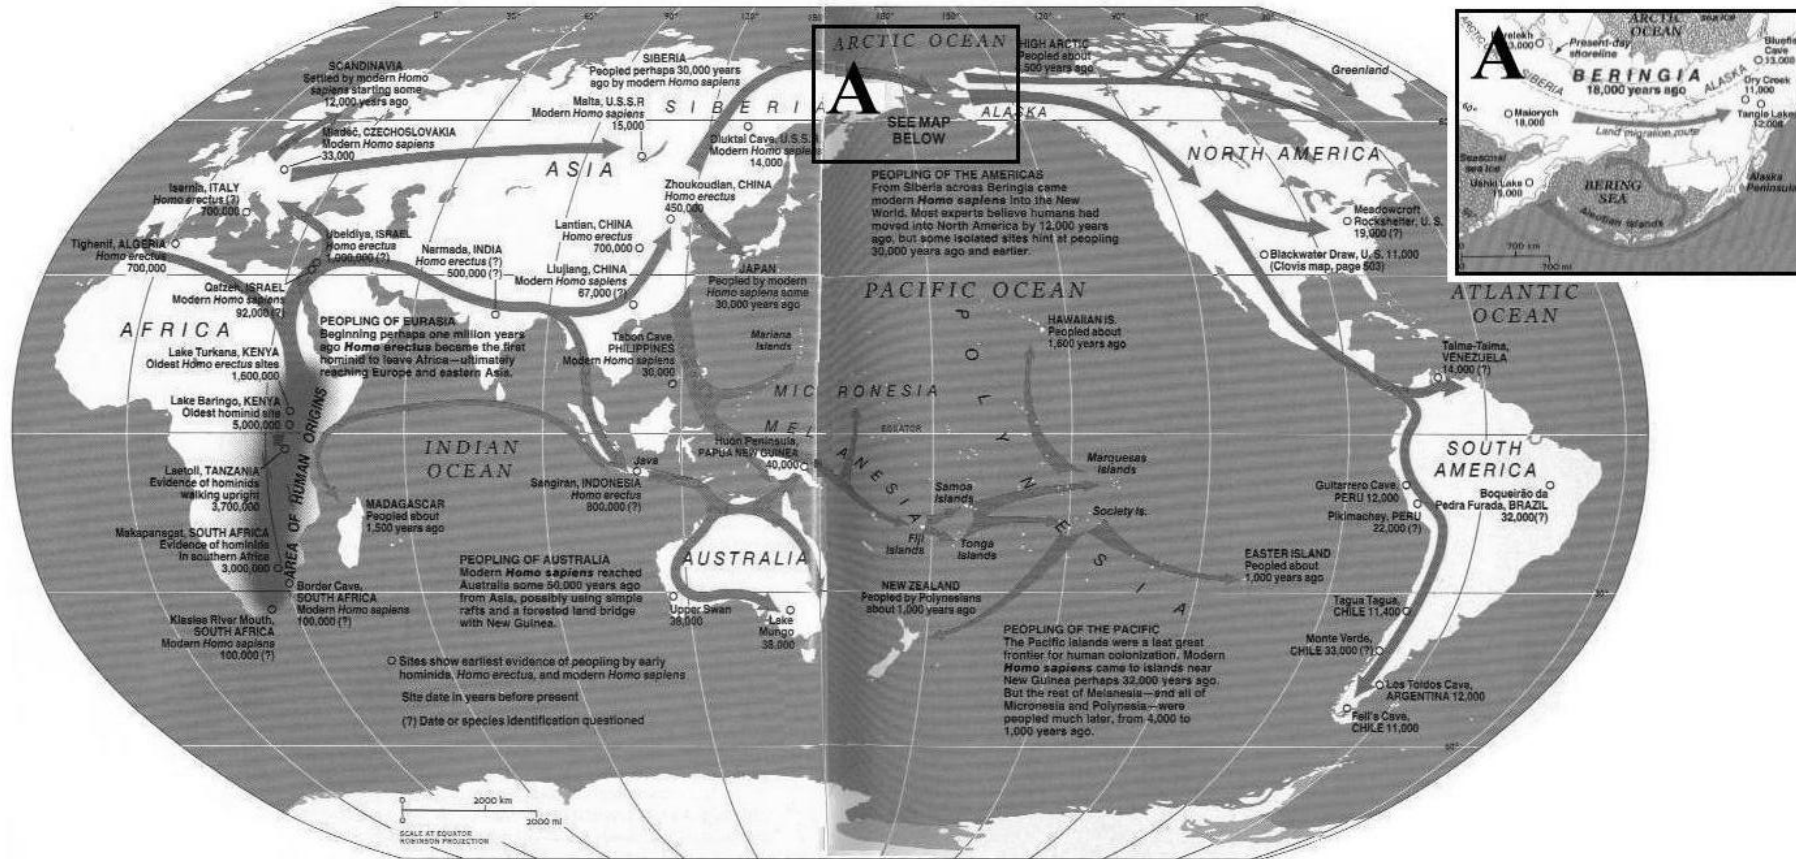 0°
30°
60°
90°
120°
180°
120°
90°
60°
SCANDINAVIA
Settled by modern Homo
sapiens starting some
12,000 years ago
SIBERIA
Peopled perhaps 30,000 years
ago by modern Homo sapiens
Malta, U.S.S.R
Modern Homo sapiens
15,000
SIBERIA
ARCTIC OCEAN
A
SEE MAP
BELOW
ALASKA
HIGH ARCTIC
Peopled about
Greenland
Mladeč, CZECHOSLOVAKIA
Modern Homo sapiens
33,000
ASIA
Diuktai Cave, U.S.S.
Modern Homo sapiens
14,000
NORTH AMERICA
Isernia, ITALY
Homo erectus (?)
700,000
Zhoukoudian, CHINA
Homo erectus
450,000
PEOPLING OF THE AMERICAS
From Siberia across Beringia came
modern Homo sapiens into the New
World. Most experts believe humans had
moved into North America by 12,000 years
ago, but some isolated sites hint at peopling
30,000 years ago and earlier.
Meadowcroft
Rockshelter, U. S.
19,000 (?)
Tighenif, ALGERIA
Homo erectus
700,000
Ubeidiya, ISRAEL
Homo erectus
1,000,000 (?)
Narmada, INDIA
Homo erectus (?)
500,000 (?)
Lantian, CHINA
Homo erectus
700,000
Blackwater Draw, U. S. 11,000
(Clovis map, page 503)
Qafzeh, ISRAEL
Modern Homo sapiens
92,000 (?)
Liujiang, CHINA
Modern Homo sapiens
67,000 (?)
JAPAN
Peopled by modern
Homo sapiens some
30,000 years ago
PACIFIC OCEAN
ATLANTIC
OCEAN
AFRICA
PEOPLING OF EURASIA
Beginning perhaps one million years
ago Homo erectus became the first
hominid to leave Africa—ultimately
reaching Europe and eastern Asia.
Tabon Cave,
PHILIPPINES
Modern Homo sapiens
30,000
Mariana
Islands
HAWAIIAN IS.
Peopled about
1,600 years ago
Lake Turkana, KENYA
Oldest Homo erectus sites
1,600,000
Talma-Talma,
VENEZUELA
14,000 (?)
Lake Baringo, KENYA
Oldest hominid site
5,000,000
MICRONESIA
POLYNESIA
AREA OF HUMAN ORIGINS
INDIAN
OCEAN
MELANESIA
EQUATOR
Huon Peninsula,
PAPUA NEW GUINEA
40,000
SOUTH
AMERICA
Laetoli, TANZANIA
Evidence of hominids
walking upright
3,700,000
Java
Sangiran, INDONESIA
Homo erectus
800,000 (?)
Marquesas
Islands
Samoa
Islands
Society Is.
Guitarrero Cave,
PERU 12,000
Boqueirão da
Pedra Furada, BRAZIL
32,000(?)
Pikimachay, PERU
22,000 (?)
MADAGASCAR
Peopled about
1,500 years ago
Makapansgat, SOUTH AFRICA
Evidence of hominids
in southern Africa
3,000,000
Fiji
Islands
Tonga
Islands
PEOPLING OF AUSTRALIA
Modern Homo sapiens reached
Australia some 50,000 years ago
from Asia, possibly using simple
rafts and a forested land bridge
with New Guinea.
AUSTRALIA
EASTER ISLAND
Peopled about
1,000 years ago
Border Cave,
SOUTH AFRICA
Modern Homo sapiens
100,000 (?)
NEW ZEALAND
Peopled by Polynesians
about 1,000 years ago
Upper Swan
38,000
Lake
Mungo
38,000
Tagua Tagua,
CHILE 11,400
Klasies River Mouth,
SOUTH AFRICA
Modern Homo sapiens
100,000 (?)
PEOPLING OF THE PACIFIC
The Pacific islands were a last great
frontier for human colonization. Modern
Homo sapiens came to islands near
New Guinea perhaps 32,000 years ago.
But the rest of Melanesia—and all of
Micronesia and Polynesia—were
peopled much later, from 4,000 to
1,000 years ago.
Monte Verde,
CHILE 33,000 (?)
Sites show earliest evidence of peopling by early
hominids, Homo erectus, and modern Homo sapiens
Site date in years before present
(?) Date or species identification questioned
Los Toldos Cave,
ARGENTINA 12,000
Fell's Cave,
CHILE 11,000
30°
60°
0 2000 km
0 2000 mi
SCALE AT EQUATOR
ROBINSON PROJECTION
A
ARCTIC
OCEAN
sea ice
Present-day
shoreline
SIBERIA
BERINGIA
18,000 years ago
ALASKA
Cave
13,000
Dry Creek
11,000
60°
Maiorych
18,000
Land migration route
Tangle Lake
12,000
Seasonal
sea ice
Ushki Lake
BERING
SEA
Alaska
Peninsula
Aleutian Islands
0 700 km
0 700 mi